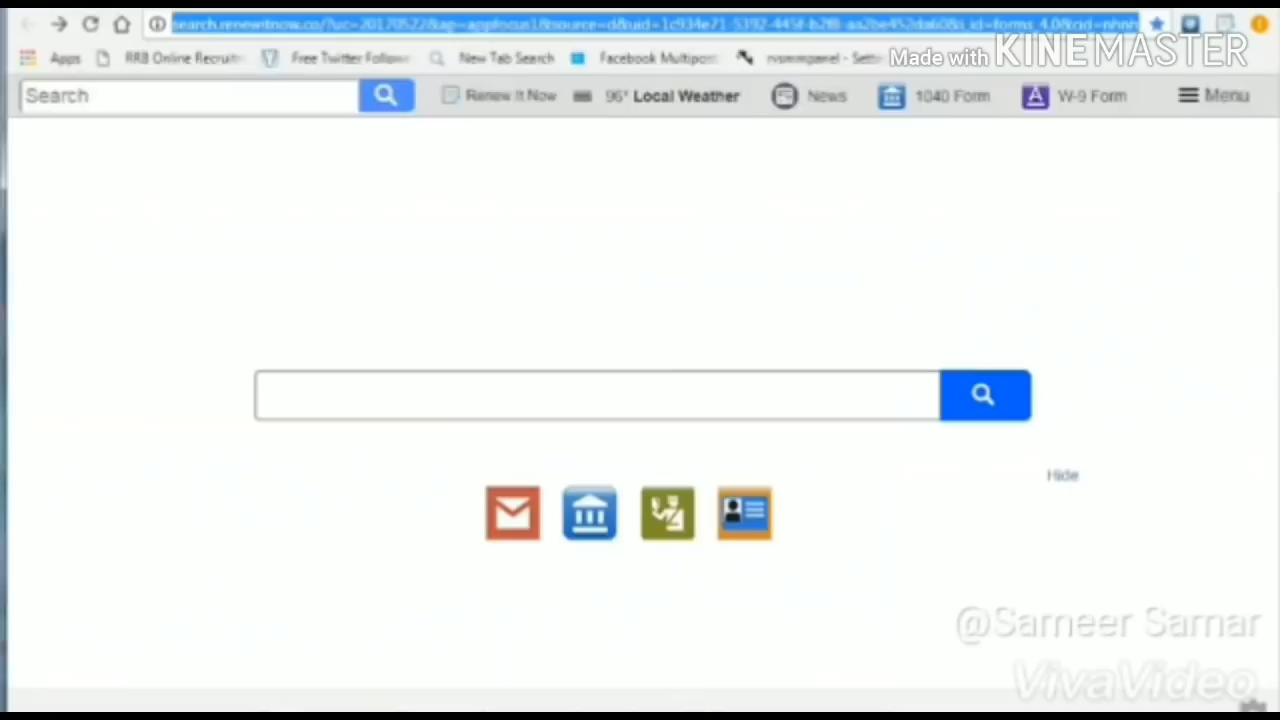 Made with KINEMASTER
Apps RRB Online Recruitm Free Twitter Follow New Tab Search Facebook Multipost
Search Renew It Now 96° Local Weather News 1040 Form W-9 Form Menu
Hide
@Sameer Samar
VivaVideo